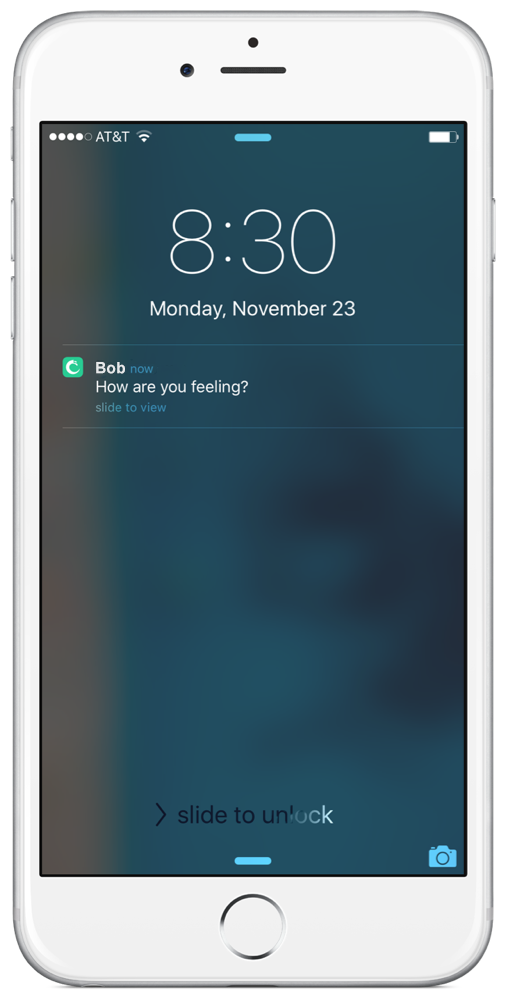 AT&T
8:30
Monday, November 23
Bob now
How are you feeling?
slide to view
slide to unlock